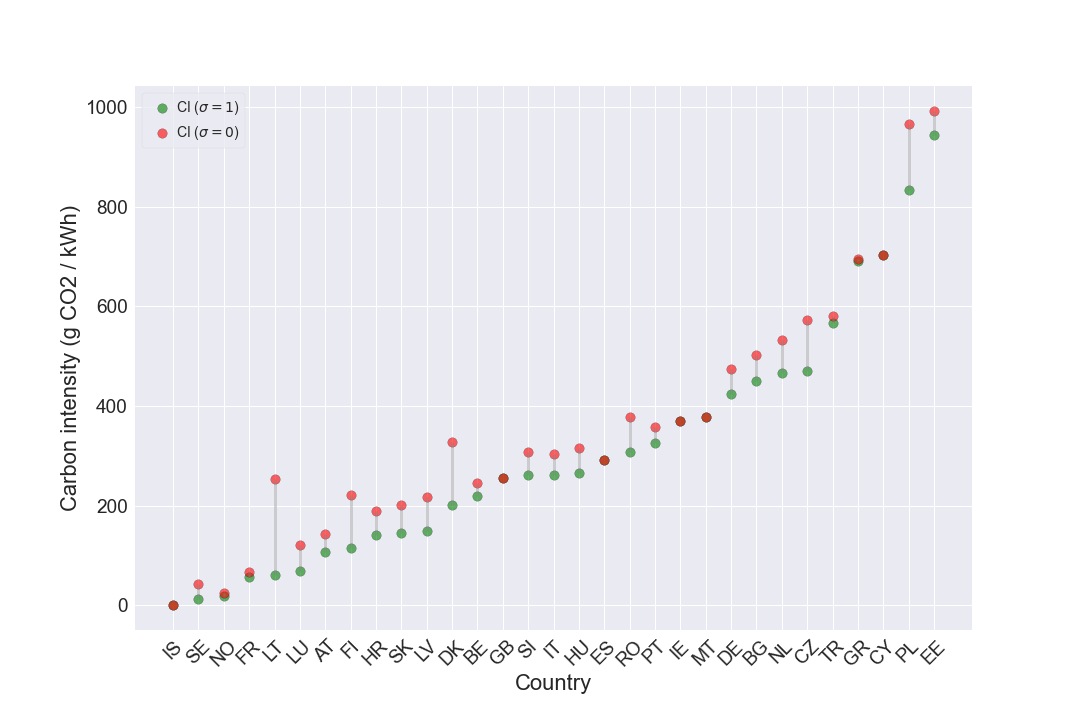 CI (σ = 1)
CI (σ = 0)
Carbon intensity (g CO2 / kWh)
1000
800
600
400
200
0
IS SE NO FR LT LU AT FI HR SK LV DK BE GB SI IT HU ES RO PT IE MT DE BG NL CZ TR GR CY PL EE
Country